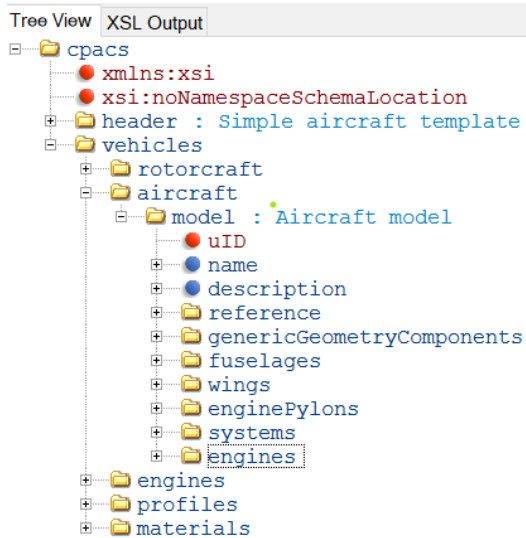 Tree View XSL Output
cpacs
xmlns:xsi
xsi:noNamespaceSchemaLocation
header : Simple aircraft template
vehicles
rotorcraft
aircraft
model : Aircraft model
uID
name
description
reference
genericGeometryComponents
fuselages
wings
enginePylons
systems
engines
engines
profiles
materials